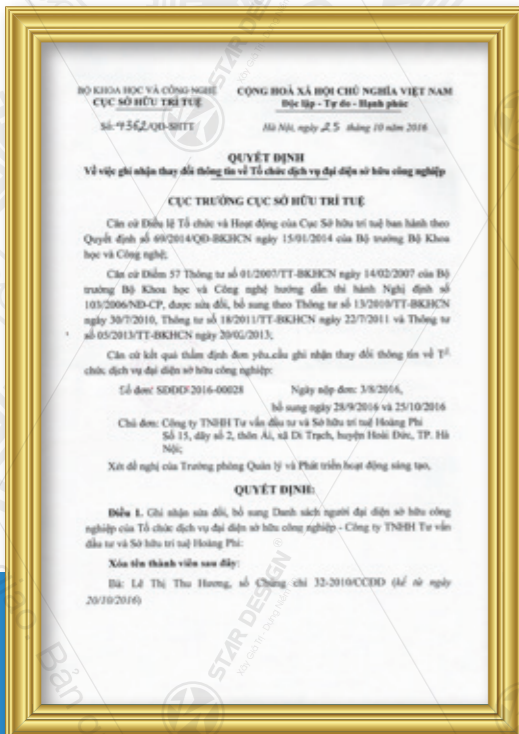 BỘ KHOA HỌC VÀ CÔNG NGHỆ
CỤC SỞ HỮU TRÍ TUỆ
CỘNG HOÀ XÃ HỘI CHỦ NGHĨA VIỆT NAM
Độc lập - Tự do - Hạnh phúc
Số: 4362/QĐ-SHTT
Hà Nội, ngày 25 tháng 10 năm 2016
QUYẾT ĐỊNH
Về việc ghi nhận thay đổi thông tin về Tổ chức dịch vụ đại diện sở hữu công nghiệp
CỤC TRƯỞNG CỤC SỞ HỮU TRÍ TUỆ
Căn cứ Điều lệ Tổ chức và Hoạt động của Cục Sở hữu trí tuệ ban hành theo
Quyết định số 69/2014/QĐ-BKHCN ngày 15/01/2014 của Bộ trưởng Bộ Khoa
học và Công nghệ;
Căn cứ Điểm 57 Thông tư số 01/2007/TT-BKHCN ngày 14/02/2007 của Bộ
trưởng Bộ Khoa học và Công nghệ hướng dẫn thi hành Nghị định số
103/2006/NĐ-CP, được sửa đổi, bổ sung theo Thông tư số 13/2010/TT-BKHCN
ngày 30/7/2010, Thông tư số 18/2011/TT-BKHCN ngày 22/7/2011 và Thông tư
số 05/2013/TT-BKHCN ngày 20/02/2013;
Căn cứ kết quả thẩm định đơn yêu cầu ghi nhận thay đổi thông tin về Tổ
chức dịch vụ đại diện sở hữu công nghiệp:
Số đơn: SDDD-2016-00028 Ngày nộp đơn: 3/8/2016,
bổ sung ngày 28/9/2016 và 25/10/2016
Chủ đơn: Công ty TNHH Tư vấn đầu tư và Sở hữu trí tuệ Hoàng Phi
Số 15, dãy số 2, thôn Ải, xã Di Trạch, huyện Hoài Đức, TP. Hà
Nội;
Xét đề nghị của Trưởng phòng Quản lý và Phát triển hoạt động sáng tạo,
QUYẾT ĐỊNH:
Điều 1. Ghi nhận sửa đổi, bổ sung Danh sách người đại diện sở hữu công
nghiệp của Tổ chức dịch vụ đại diện sở hữu công nghiệp - Công ty TNHH Tư vấn
đầu tư và Sở hữu trí tuệ Hoàng Phi:
Xóa tên thành viên sau đây:
Bà: Lê Thị Thu Hương, số Chứng chỉ 32-2010/CCĐD (kể từ ngày
20/10/2016)
STAR DESIGN